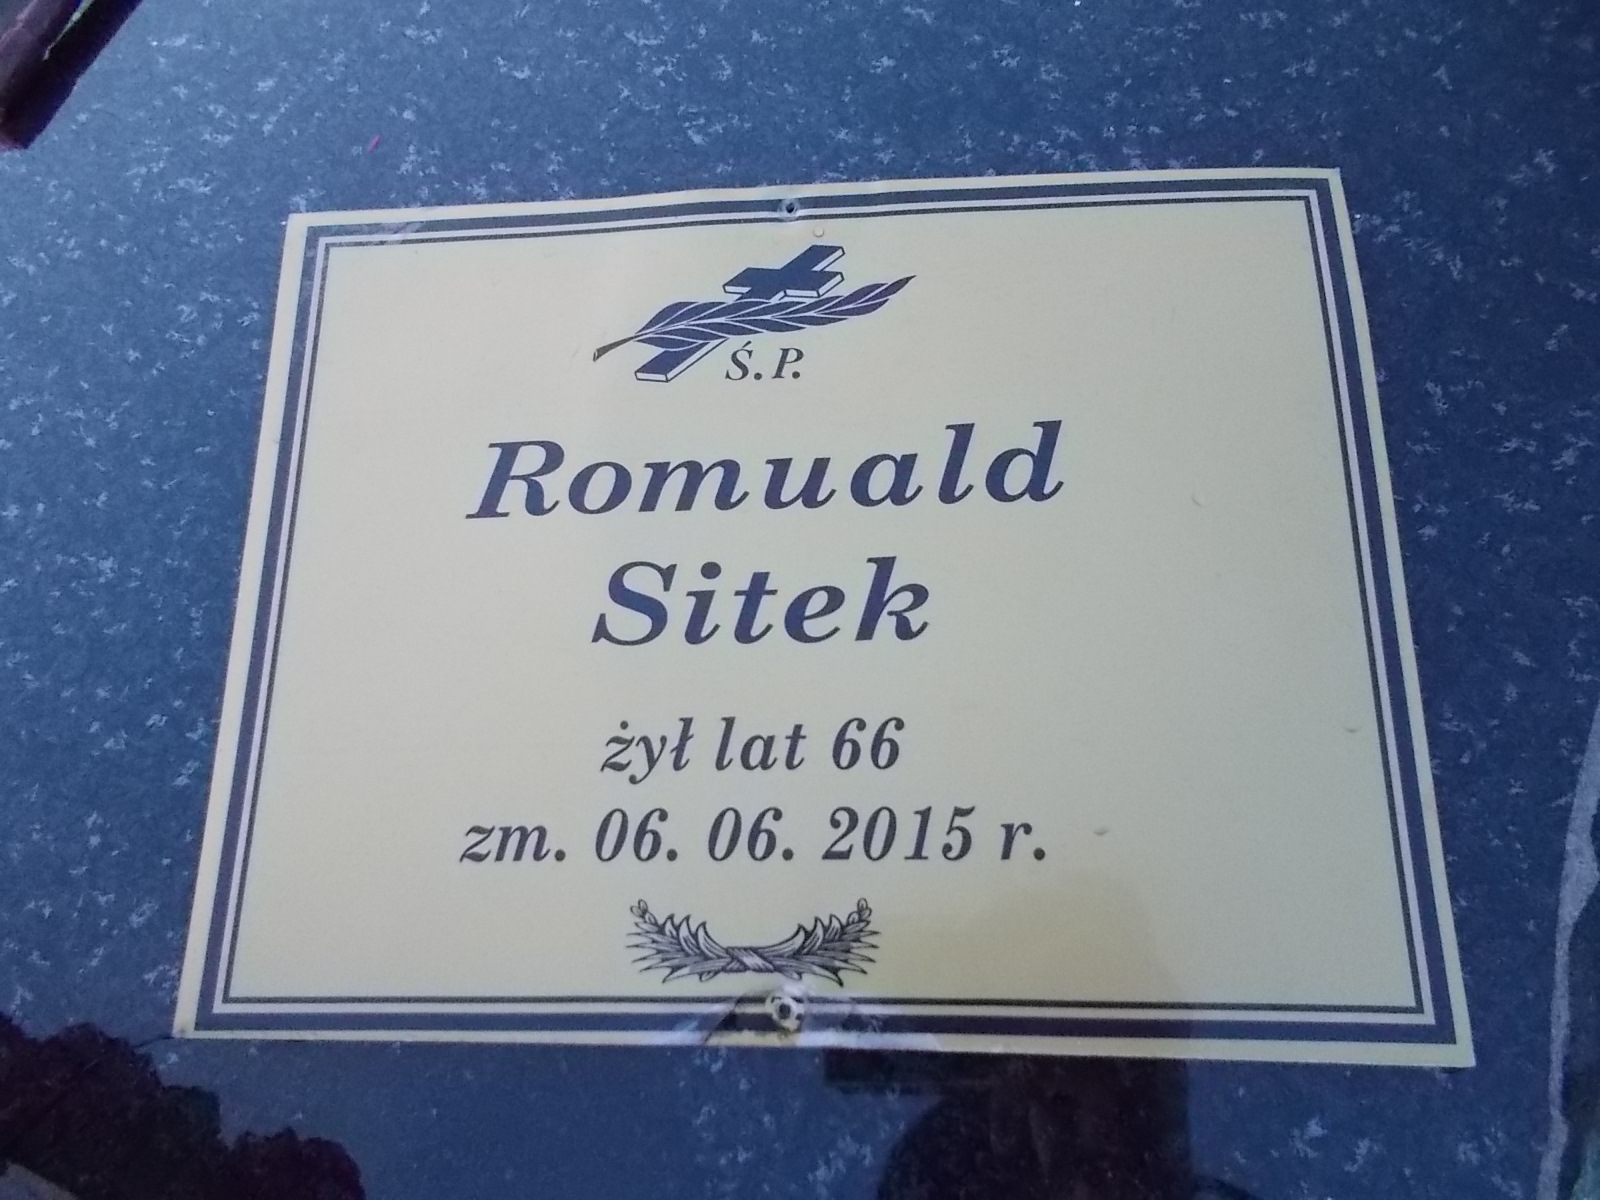 Ś.P.
Romuald
Sitek
żył lat 66
zm. 06. 06. 2015 r.